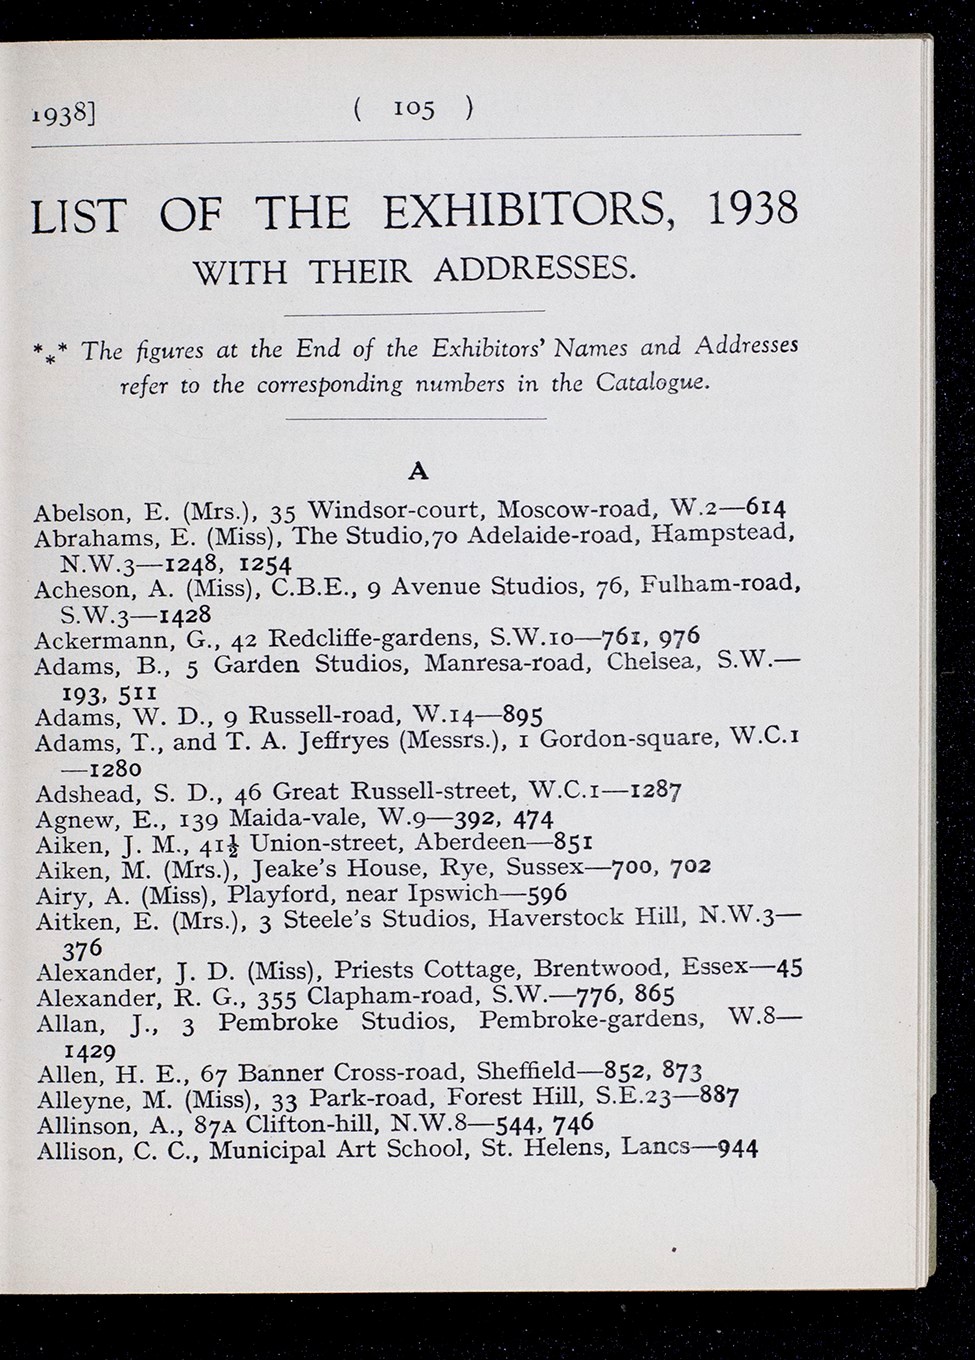 1938] ( 105 )
LIST OF THE EXHIBITORS, 1938
WITH THEIR ADDRESSES.
*** The figures at the End of the Exhibitors' Names and Addresses
refer to the corresponding numbers in the Catalogue.
A
Abelson, E. (Mrs.), 35 Windsor-court, Moscow-road, W.2—614
Abrahams, E. (Miss), The Studio,70 Adelaide-road, Hampstead,
N.W.3—1248, 1254
Acheson, A. (Miss), C.B.E., 9 Avenue Studios, 76, Fulham-road,
S.W.3—1428
Ackermann, G., 42 Redcliffe-gardens, S.W.10—761, 976
Adams, B., 5 Garden Studios, Manresa-road, Chelsea, S.W.—
193, 511
Adams, W. D., 9 Russell-road, W.14—895
Adams, T., and T. A. Jeffryes (Messrs.), 1 Gordon-square, W.C.1
—1280
Adshead, S. D., 46 Great Russell-street, W.C.1—1287
Agnew, E., 139 Maida-vale, W.9—392, 474
Aiken, J. M., 41½ Union-street, Aberdeen—851
Aiken, M. (Mrs.), Jeake's House, Rye, Sussex—700, 702
Airy, A. (Miss), Playford, near Ipswich—596
Aitken, E. (Mrs.), 3 Steele's Studios, Haverstock Hill, N.W.3—
376
Alexander, J. D. (Miss), Priests Cottage, Brentwood, Essex—45
Alexander, R. G., 355 Clapham-road, S.W.—776, 865
Allan, J., 3 Pembroke Studios, Pembroke-gardens, W.8—
1429
Allen, H. E., 67 Banner Cross-road, Sheffield—852, 873
Alleyne, M. (Miss), 33 Park-road, Forest Hill, S.E.23—887
Allinson, A., 87A Clifton-hill, N.W.8—544, 746
Allison, C. C., Municipal Art School, St. Helens, Lancs—944